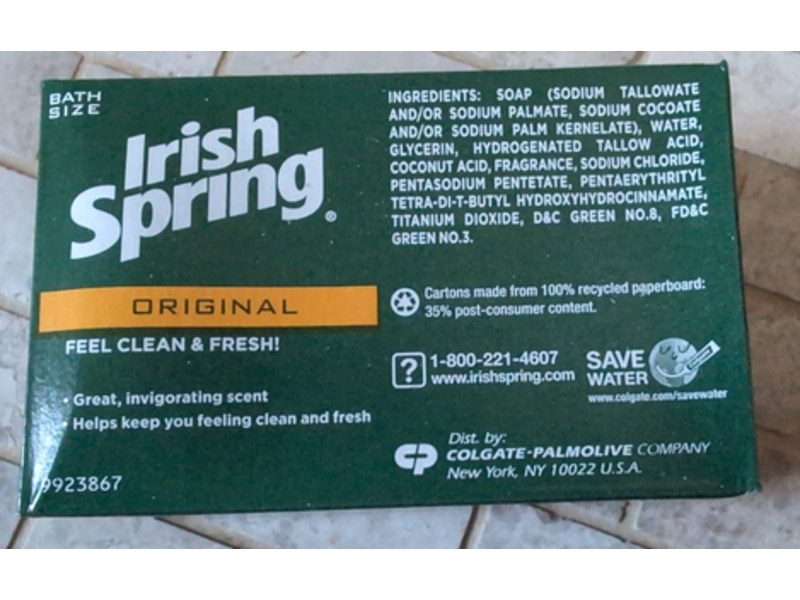 BATH
SIZE
Irish
Spring®
ORIGINAL
FEEL CLEAN & FRESH!
• Great, invigorating scent
• Helps keep you feeling clean and fresh
9923867
INGREDIENTS: SOAP (SODIUM TALLOWATE
AND/OR SODIUM PALMATE, SODIUM COCOATE
AND/OR SODIUM PALM KERNELATE), WATER,
GLYCERIN, HYDROGENATED TALLOW ACID,
COCONUT ACID, FRAGRANCE, SODIUM CHLORIDE,
PENTASODIUM PENTETATE, PENTAERYTHRITYL
TETRA-DI-T-BUTYL HYDROXYHYDROCINNAMATE,
TITANIUM DIOXIDE, D&C GREEN NO.8, FD&C
GREEN NO.3.
Cartons made from 100% recycled paperboard:
35% post-consumer content.
? 1-800-221-4607
www.irishspring.com
SAVE
WATER
www.colgate.com/savewater
CP
Dist. by:
COLGATE-PALMOLIVE COMPANY
New York, NY 10022 U.S.A.